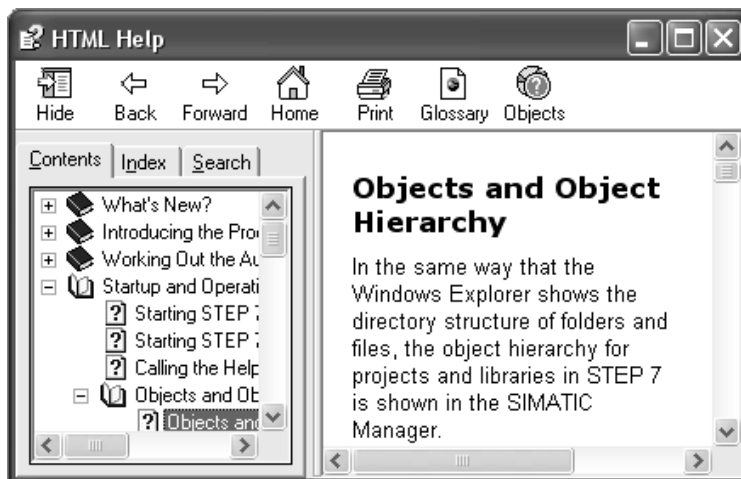 HTML Help
Hide Back Forward Home Print Glossary Objects
Contents Index Search
What's New?
Introducing the Pro
Working Out the Au
Startup and Operati
Starting STEP 7
Starting STEP 7
Calling the Help
Objects and Ob
Objects and
Objects and Object
Hierarchy
In the same way that the
Windows Explorer shows the
directory structure of folders and
files, the object hierarchy for
projects and libraries in STEP 7
is shown in the SIMATIC
Manager.